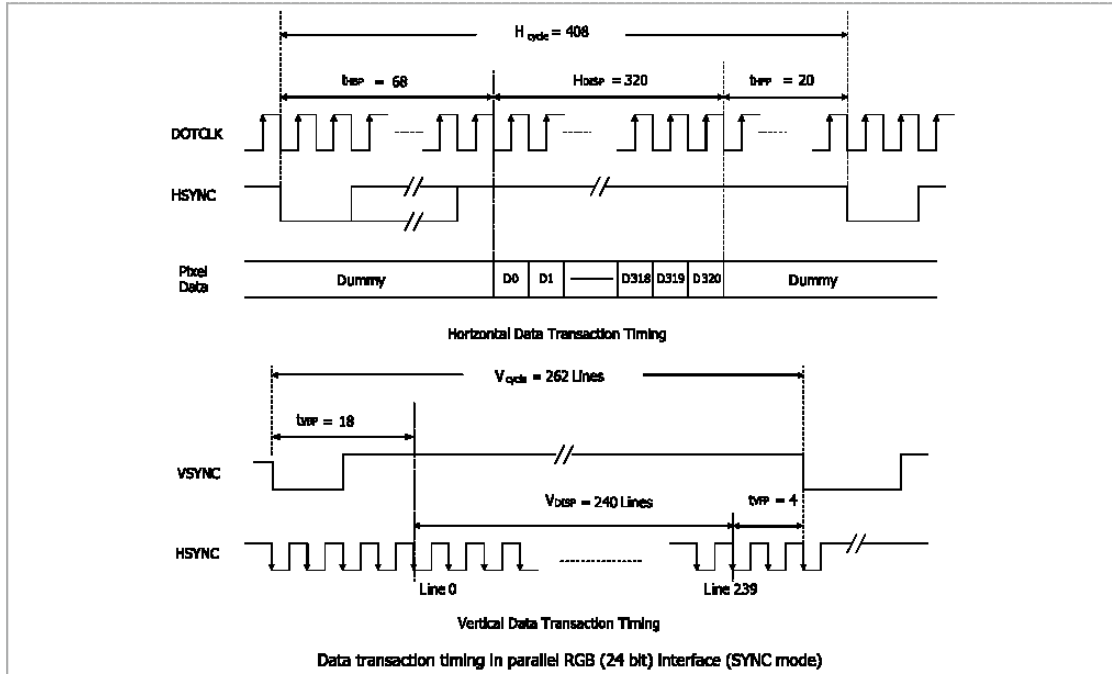 H cycle = 408
tHBP = 68
HDISP = 320
tHFP = 20
DOTCLK
HSYNC
Pixel
Data
Dummy
D0
D1
D318
D319
D320
Dummy
Horizontal Data Transaction Timing
V cycle = 262 Lines
tVBP = 18
VSYNC
VDISP = 240 Lines
tVFP = 4
HSYNC
Line 0
Line 239
Vertical Data Transaction Timing
Data transaction timing in parallel RGB (24 bit) interface (SYNC mode)